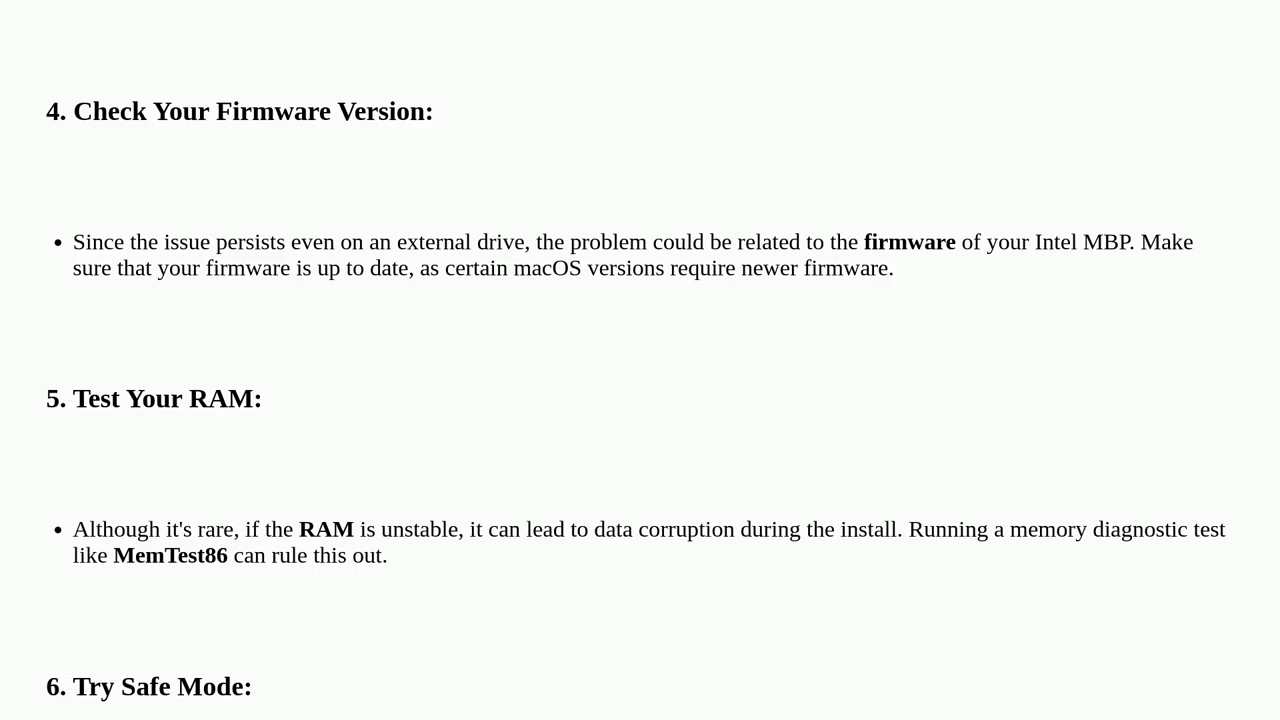 4. Check Your Firmware Version:
• Since the issue persists even on an external drive, the problem could be related to the firmware of your Intel MBP. Make
sure that your firmware is up to date, as certain macOS versions require newer firmware.
5. Test Your RAM:
• Although it's rare, if the RAM is unstable, it can lead to data corruption during the install. Running a memory diagnostic test
like MemTest86 can rule this out.
6. Try Safe Mode: